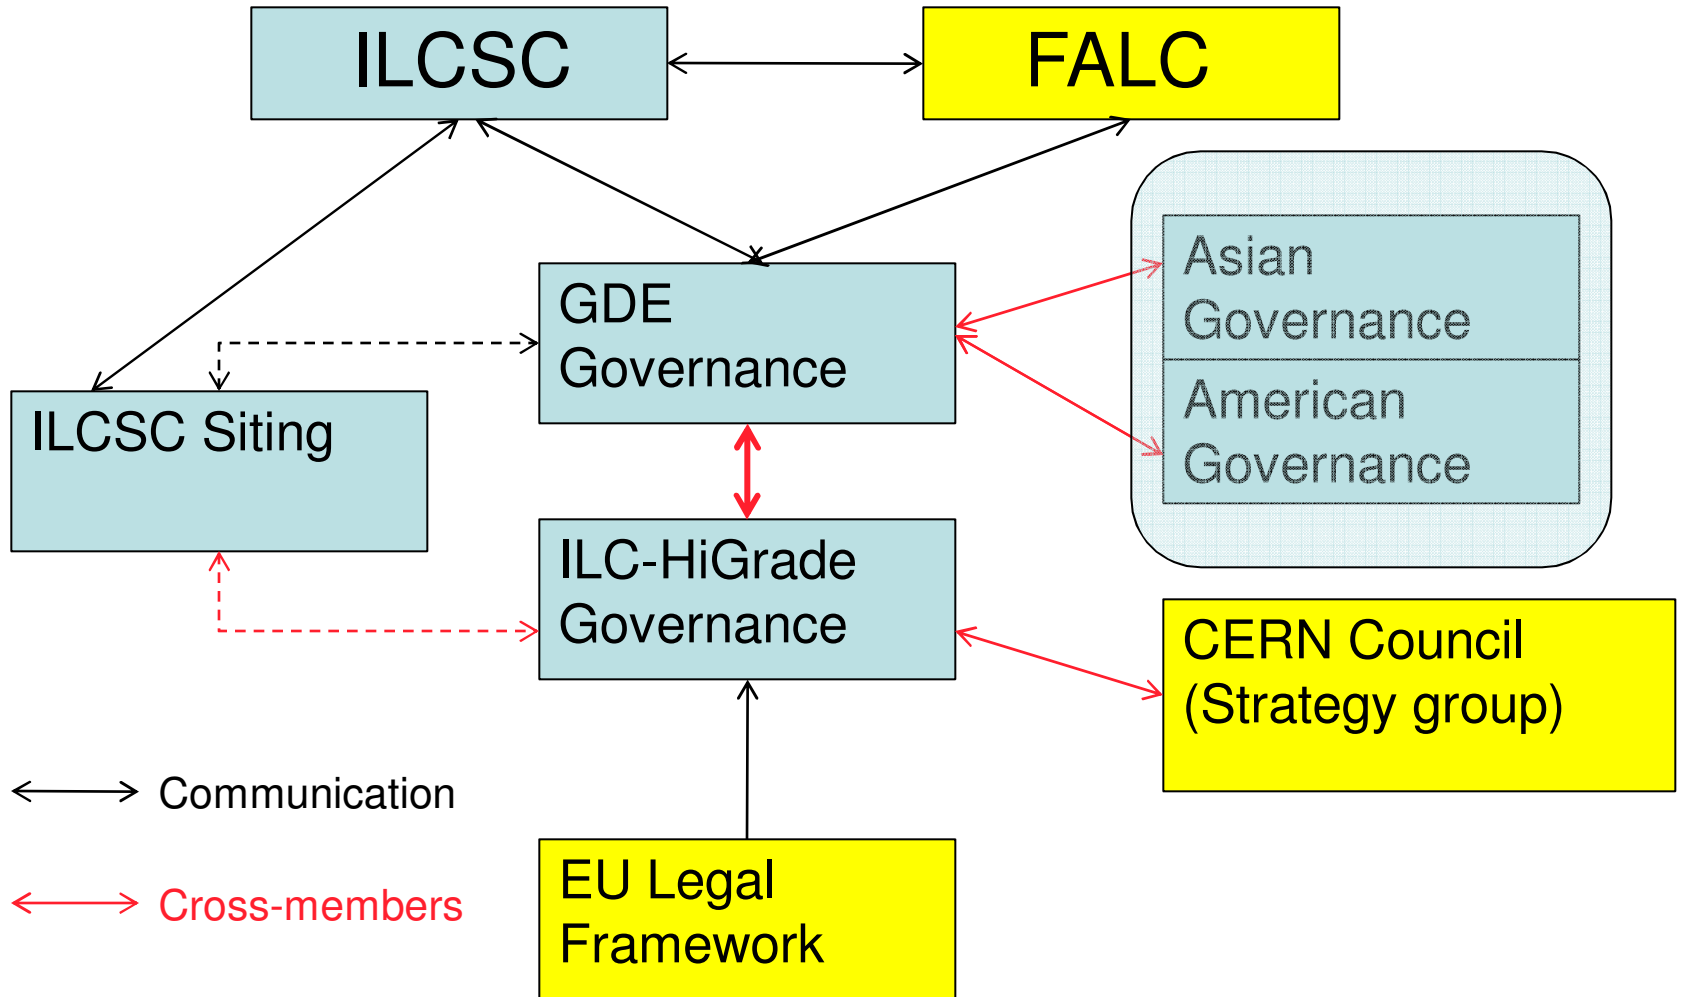 ILCSC
FALC
Asian
Governance
American
Governance
GDE
Governance
ILCSC Siting
ILC-HiGrade
Governance
CERN Council
(Strategy group)
Communication
Cross-members
EU Legal
Framework